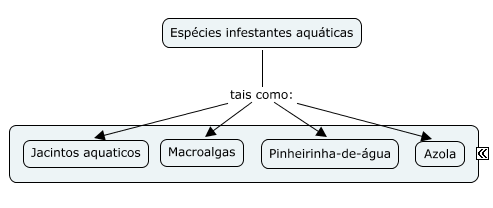 Espécies infestantes aquáticas
tais como:
Jacintos aquaticos
Macroalgas
Pinheirinha-de-água
Azola